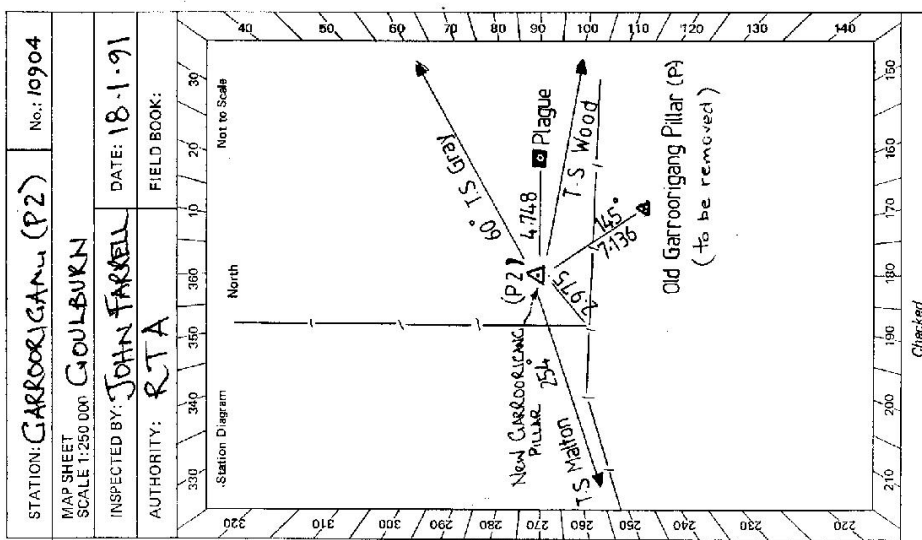 STATION: GARROORIGANG (P2)
No.: 10904
MAP SHEET
SCALE 1:250 000 GOULBURN
INSPECTED BY: JOHN FARRELL
DATE: 18.1.91
AUTHORITY: RTA
FIELD BOOK:
330 340 350 360 10 20 30
Station Diagram
North
Not to Scale
40
50
60
70
80
90
100
110
120
130
140
320
310
300
290
280
270
260
250
240
230
220
60° T.S Gray
(P2)
NEW GARROORIGANG
PILLAR
4.748
Plague
254°
T.S Malton
T.S Wood
2.975
145°
7.136
Old Garroorigang Pillar (P)
(to be removed)
210 200 190 180 170 160 150
Checked